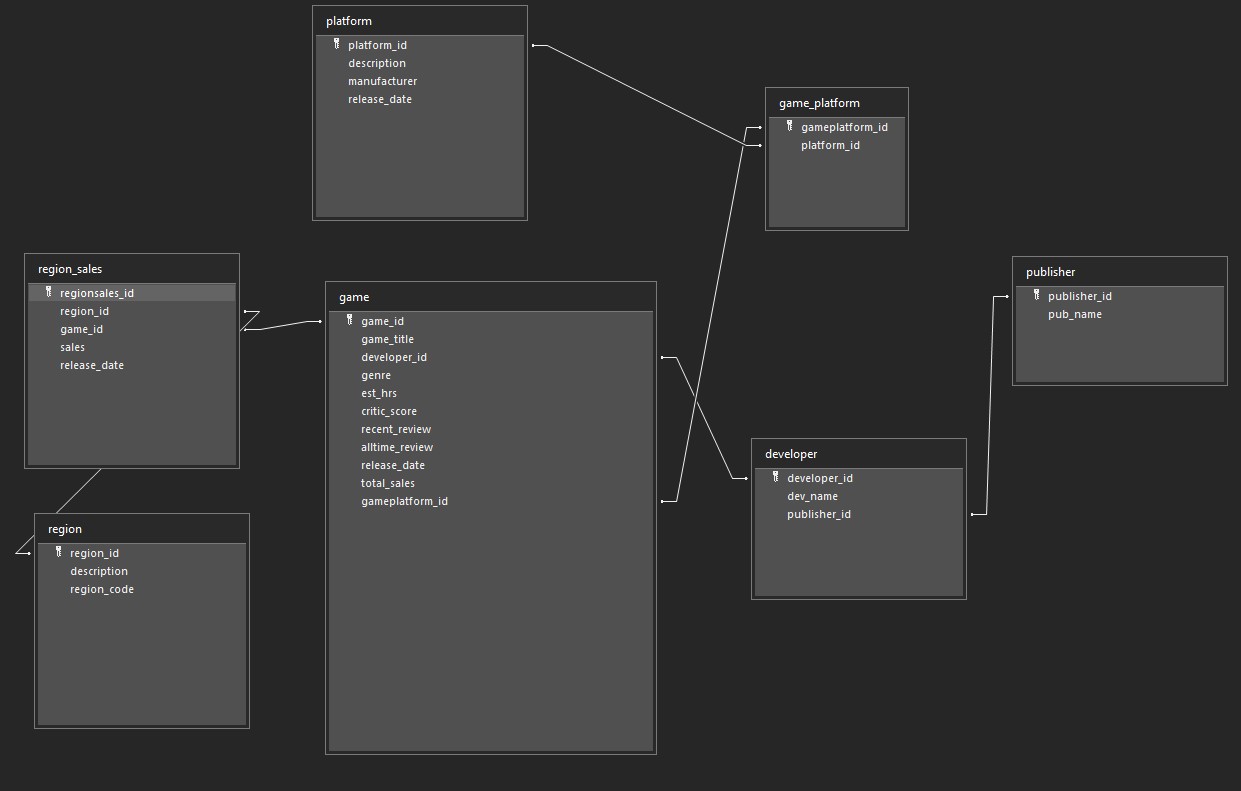 platform
platform_id
description
manufacturer
release_date
game_platform
gameplatform_id
platform_id
region_sales
regionsales_id
region_id
game_id
sales
release_date
game
game_id
game_title
developer_id
genre
est_hrs
critic_score
recent_review
alltime_review
release_date
total_sales
gameplatform_id
publisher
publisher_id
pub_name
developer
developer_id
dev_name
publisher_id
region
region_id
description
region_code